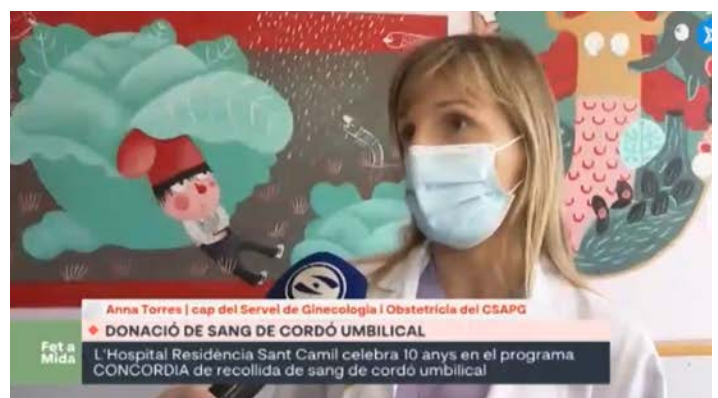 Anna Torres | cap del Servei de Ginecologia i Obstetrícia del CSAPG
DONACIÓ DE SANG DE CORDÓ UMBILICAL
Fet a
Mida
L'Hospital Residència Sant Camil celebra 10 anys en el programa
CONCORDIA de recollida de sang de cordó umbilical